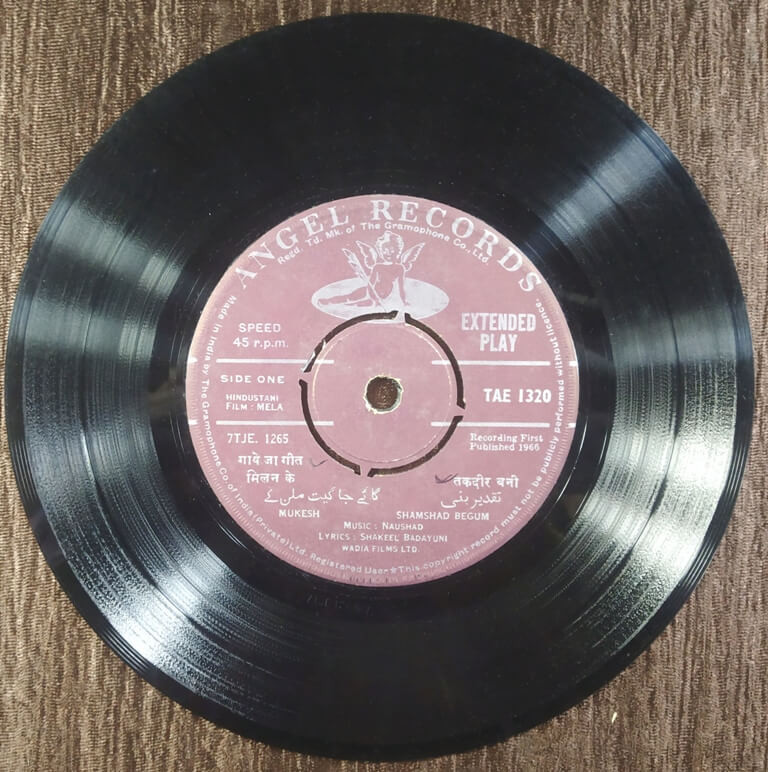 ANGEL RECORDS
Regd. Td. Mk. of The Gramophone Co., Ltd.
SPEED
45 r.p.m.
EXTENDED
PLAY
SIDE ONE
HINDUSTANI
FILM : MELA
TAE 1320
7TJE. 1265
Recording First
Published 1966
गाये जा गीत
मिलन के
तकदीर बनी
گائے جا گیت ملن کے
تقدیر بنی
MUKESH
SHAMSHAD BEGUM
MUSIC : NAUSHAD
LYRICS : SHAKEEL BADAYUNI
WADIA FILMS LTD.
Made in India by The Gramophone Co. of India (Private) Ltd. Registered User ★ This copyright record must not be publicly performed without licence.